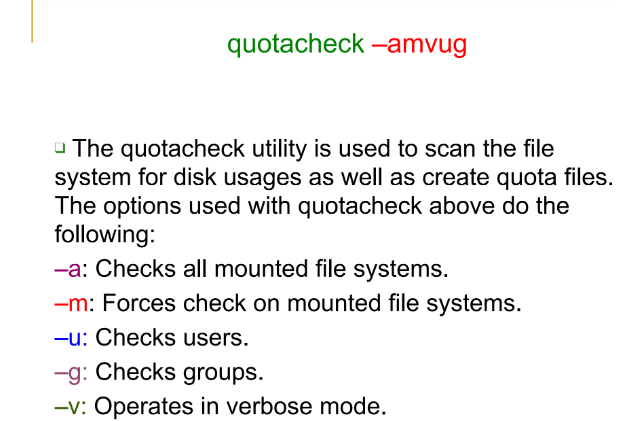 quotacheck –amvug
❑ The quotacheck utility is used to scan the file
system for disk usages as well as create quota files.
The options used with quotacheck above do the
following:
–a: Checks all mounted file systems.
–m: Forces check on mounted file systems.
–u: Checks users.
–g: Checks groups.
–v: Operates in verbose mode.